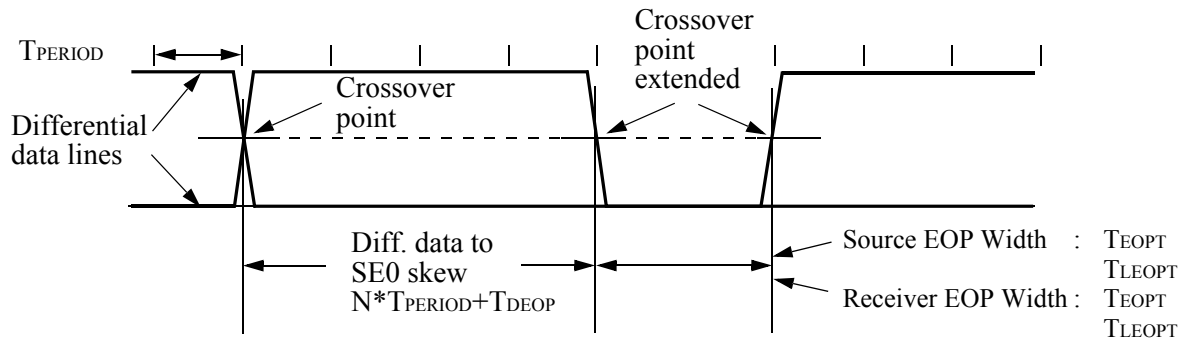 TPERIOD
Crossover
point
extended
Crossover
point
Differential
data lines
Diff. data to
SE0 skew
N*TPERIOD+TDEOP
Source EOP Width : TEOPT
TLEOPT
Receiver EOP Width : TEOPT
TLEOPT